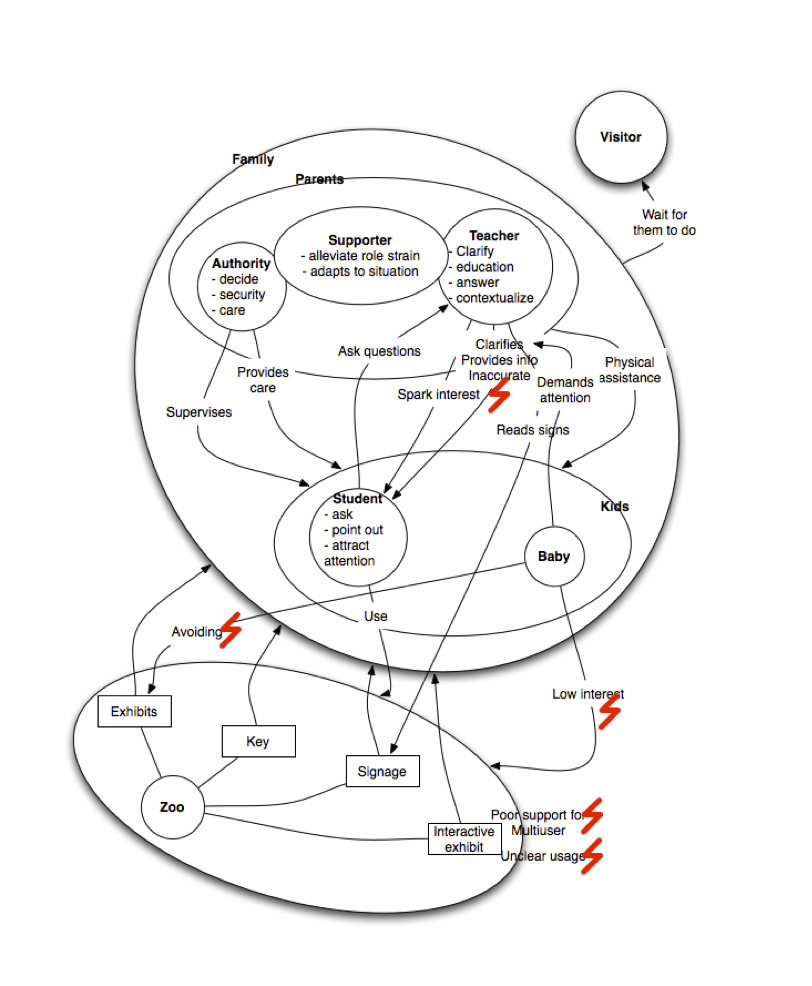 Visitor
Family
Parents
Wait for
them to do
Supporter
- alleviate role strain
- adapts to situation
Teacher
- Clarify
- education
- answer
- contextualize
Authority
- decide
- security
- care
Ask questions
Clarifies
Provides info
Inaccurate
Physical
assistance
Provides
care
Spark interest
Demands
attention
Supervises
Reads signs
Kids
Student
- ask
- point out
- attract
attention
Baby
Use
Avoiding
Low interest
Exhibits
Key
Signage
Zoo
Interactive
exhibit
Poor support for
Multiuser
Unclear usage